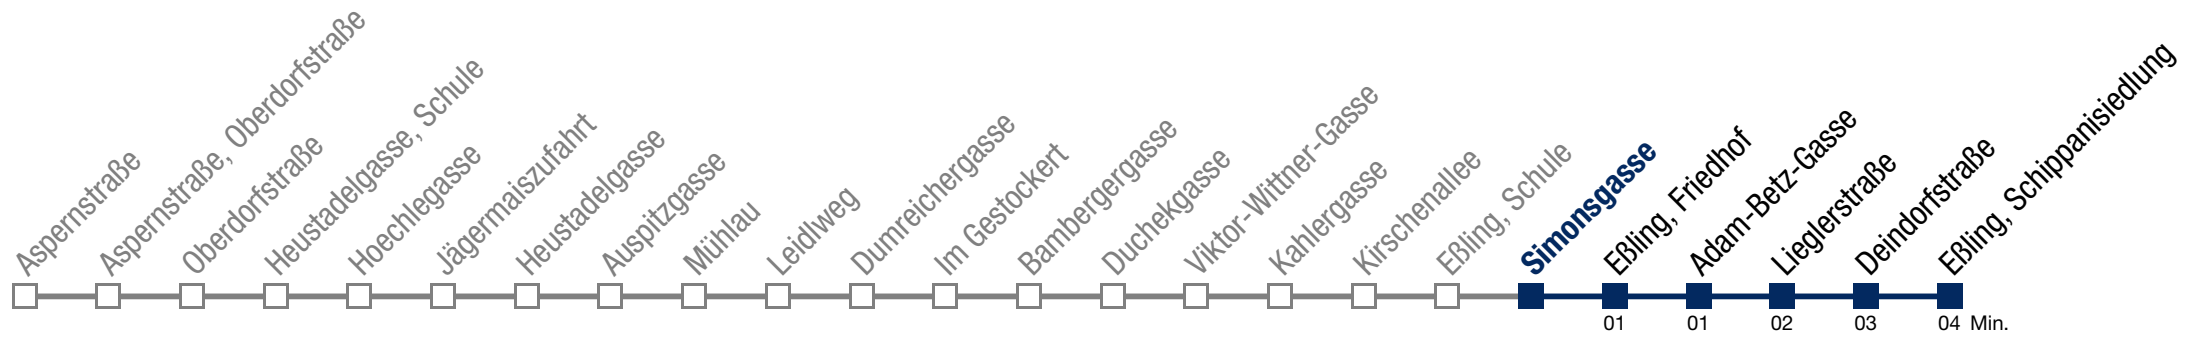 Aspernstraße
Aspernstraße, Oberdorfstraße
Oberdorfstraße
Heustadelgasse, Schule
Hoechlegasse
Jägermaiszufahrt
Heustadelgasse
Auspitzgasse
Mühlau
Leidlweg
Dumreichergasse
Im Gestockert
Bambergergasse
Duchekgasse
Viktor-Wittner-Gasse
Kahlergasse
Kirschenallee
Eßling, Schule
Simonsgasse
Eßling, Friedhof
Adam-Betz-Gasse
Lieglerstraße
Deindorfstraße
Eßling, Schippanisiedlung
01 01 02 03 04 Min.